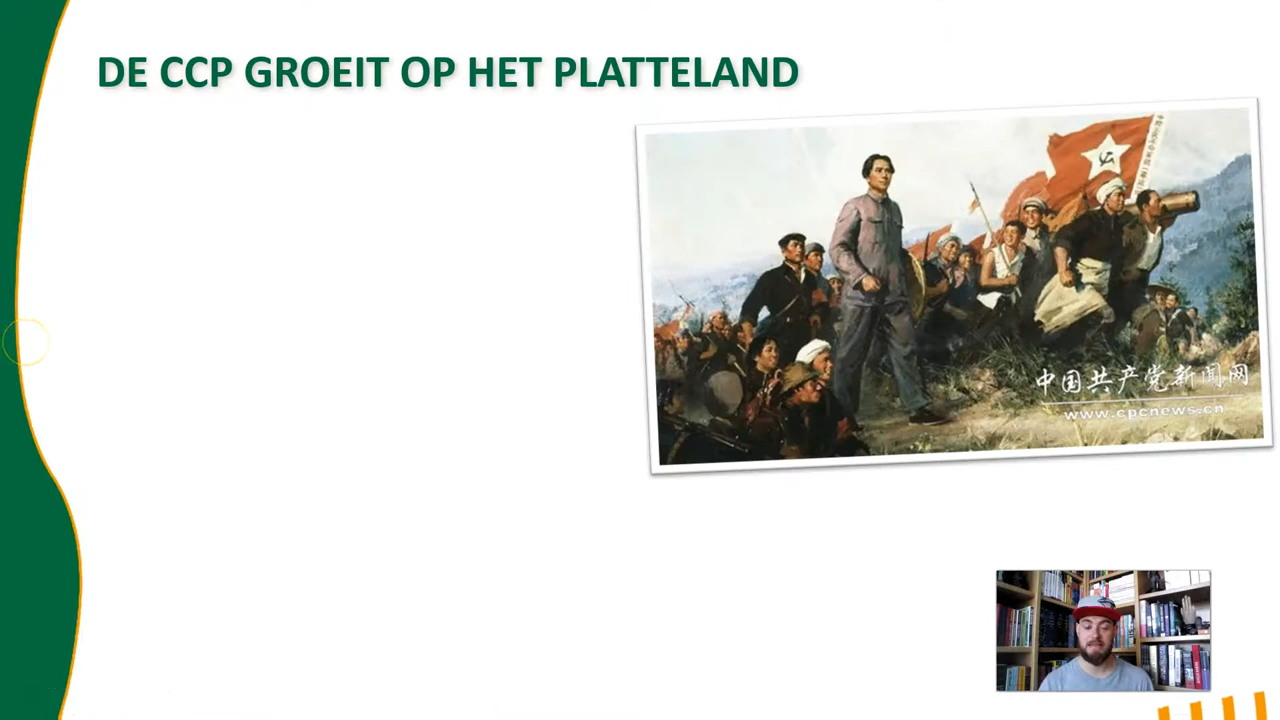 DE CCP GROEIT OP HET PLATTELAND
中国共产党新闻网
www.cpcnews.cn